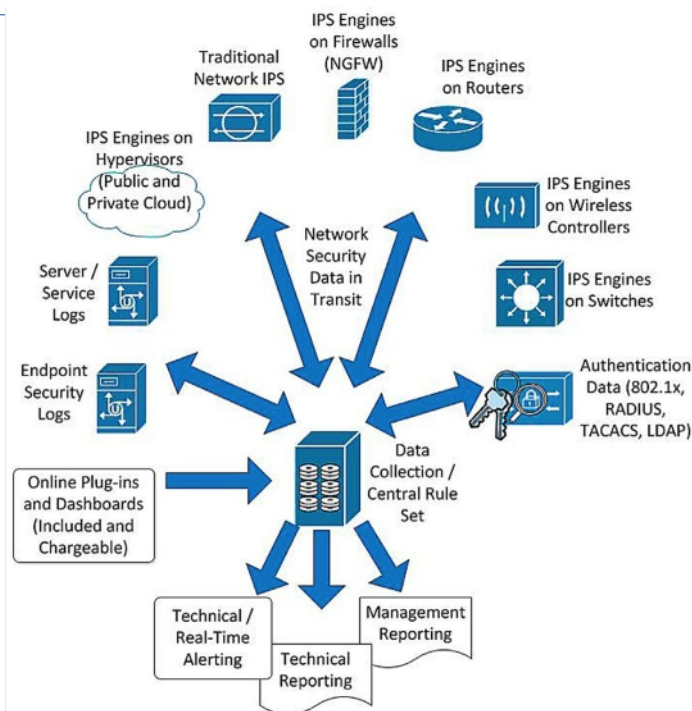 IPS Engines
on Firewalls
(NGFW)
Traditional
Network IPS
IPS Engines
on Routers
IPS Engines on
Hypervisors
(Public and
Private Cloud)
Network
Security
Data in
Transit
IPS Engines
on Wireless
Controllers
Server /
Service
Logs
IPS Engines
on Switches
Endpoint
Security
Logs
Authentication
Data (802.1x,
RADIUS,
TACACS, LDAP)
Data
Collection /
Central Rule
Set
Online Plug-ins
and Dashboards
(Included and
Chargeable)
Technical /
Real-Time
Alerting
Technical
Reporting
Management
Reporting